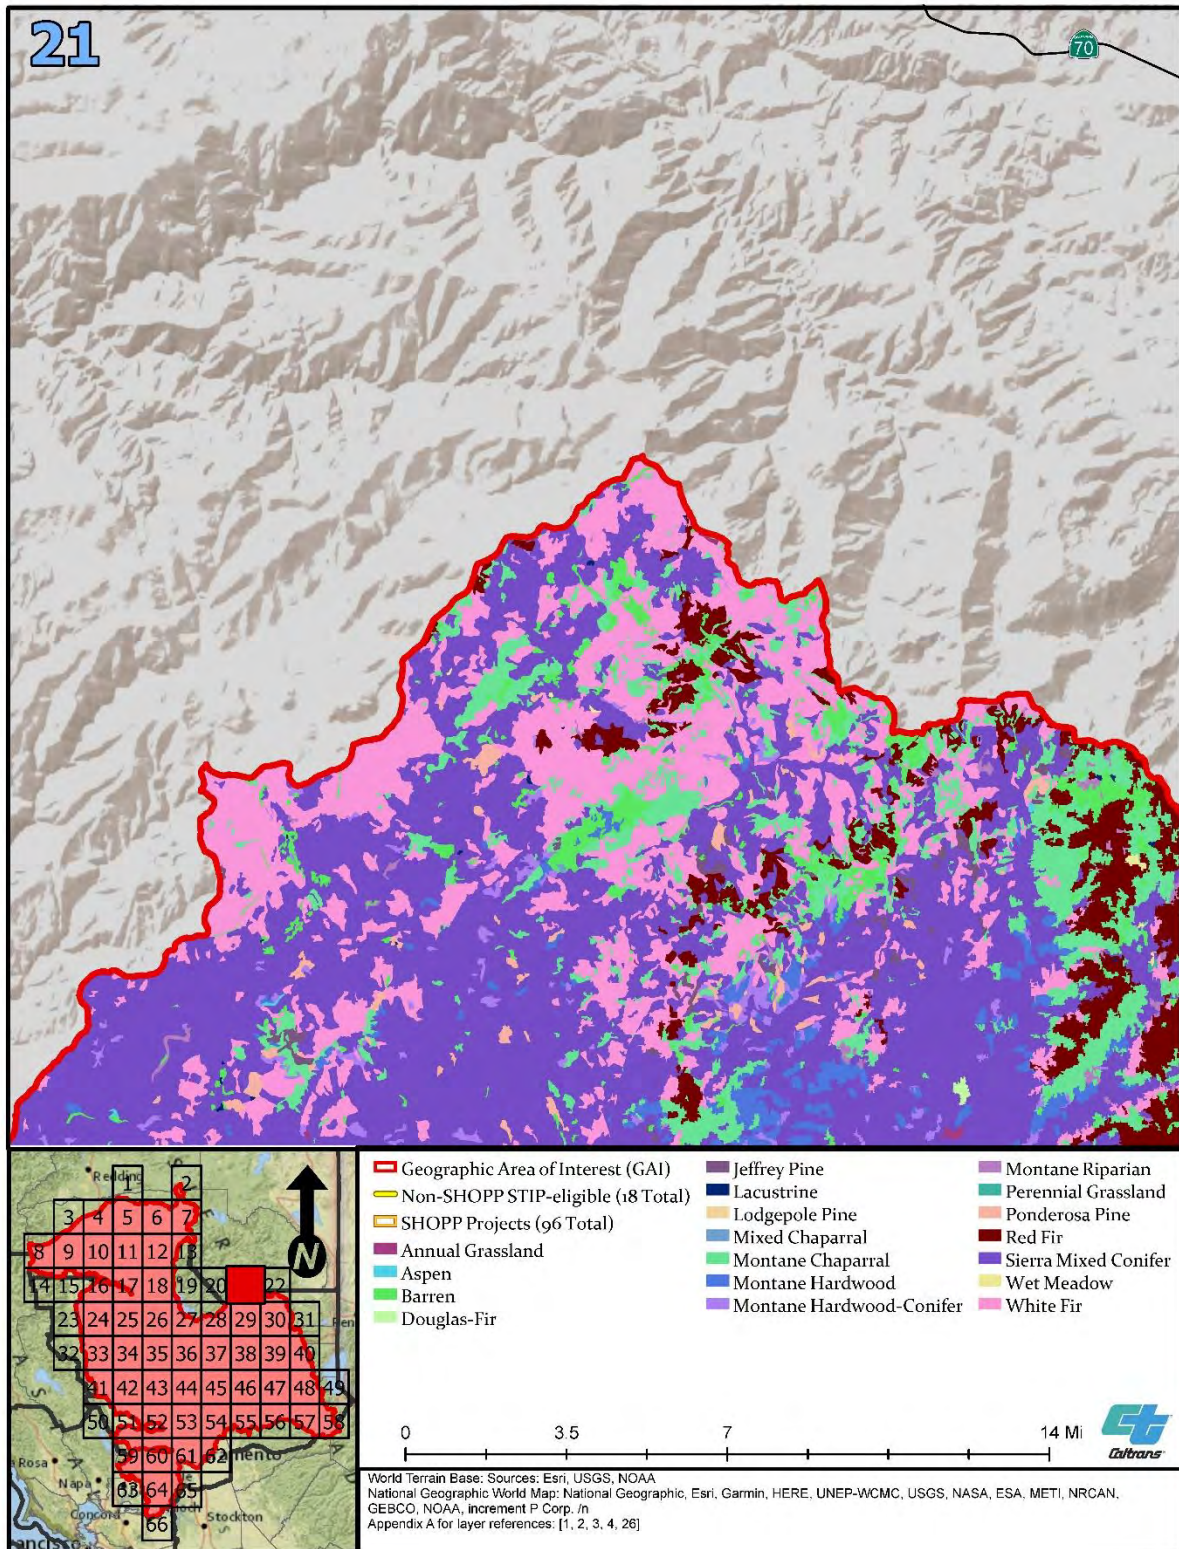 21
70
Geographic Area of Interest (GAI)
Non-SHOPP STIP-eligible (18 Total)
SHOPP Projects (96 Total)
Annual Grassland
Aspen
Barren
Douglas-Fir
Jeffrey Pine
Lacustrine
Lodgepole Pine
Mixed Chaparral
Montane Chaparral
Montane Hardwood
Montane Hardwood-Conifer
Montane Riparian
Perennial Grassland
Ponderosa Pine
Red Fir
Sierra Mixed Conifer
Wet Meadow
White Fir
Redding
1 2
3 4 5 6 7
8 9 10 11 12 13
14 15 16 17 18 19 20 22
23 24 25 26 27 28 29 30 31
32 33 34 35 36 37 38 39 40
41 42 43 44 45 46 47 48 49
50 51 52 53 54 55 56 57 58
59 60 61 62
Napa 63 64 65
Concord 66 Stockton
N
0 3.5 7 14 Mi
Caltrans
World Terrain Base: Sources: Esri, USGS, NOAA
National Geographic World Map: National Geographic, Esri, Garmin, HERE, UNEP-WCMC, USGS, NASA, ESA, METI, NRCAN,
GEBCO, NOAA, increment P Corp. /n
Appendix A for layer references: [1, 2, 3, 4, 26]